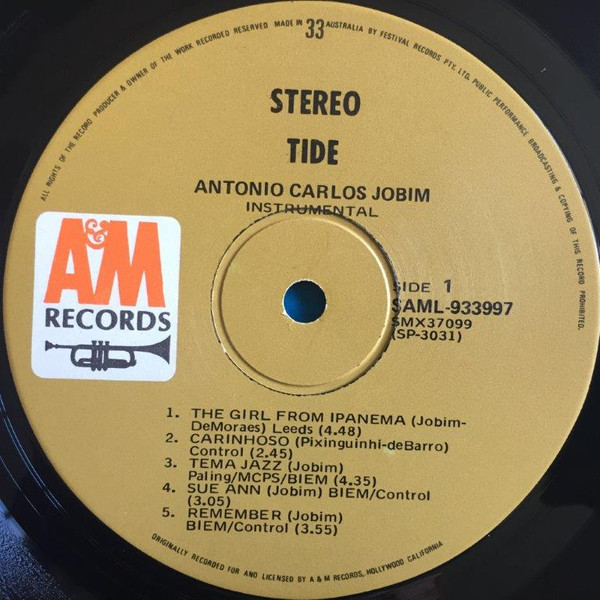 ALL RIGHTS OF THE RECORD PRODUCER & OWNER OF THE WORK RECORDED RESERVED MADE IN 33 AUSTRALIA BY FESTIVAL RECORDS PTY. LTD. PUBLIC PERFORMANCE BROADCASTING & COPYING OF THIS RECORD PROHIBITED.
STEREO
TIDE
ANTONIO CARLOS JOBIM
INSTRUMENTAL
A&M
RECORDS
SIDE 1
SAML-933997
SMX37099
(SP-3031)
1. THE GIRL FROM IPANEMA (Jobim-
DeMoraes) Leeds (4.48)
2. CARINHOSO (Pixinguinhi-deBarro)
Control (2.45)
3. TEMA JAZZ (Jobim)
Paling/MCPS/BIEM (4.35)
4. SUE ANN (Jobim) BIEM/Control
(3.05)
5. REMEMBER (Jobim)
BIEM/Control (3.55)
ORIGINALLY RECORDED FOR AND LICENSED BY A & M RECORDS, HOLLYWOOD CALIFORNIA